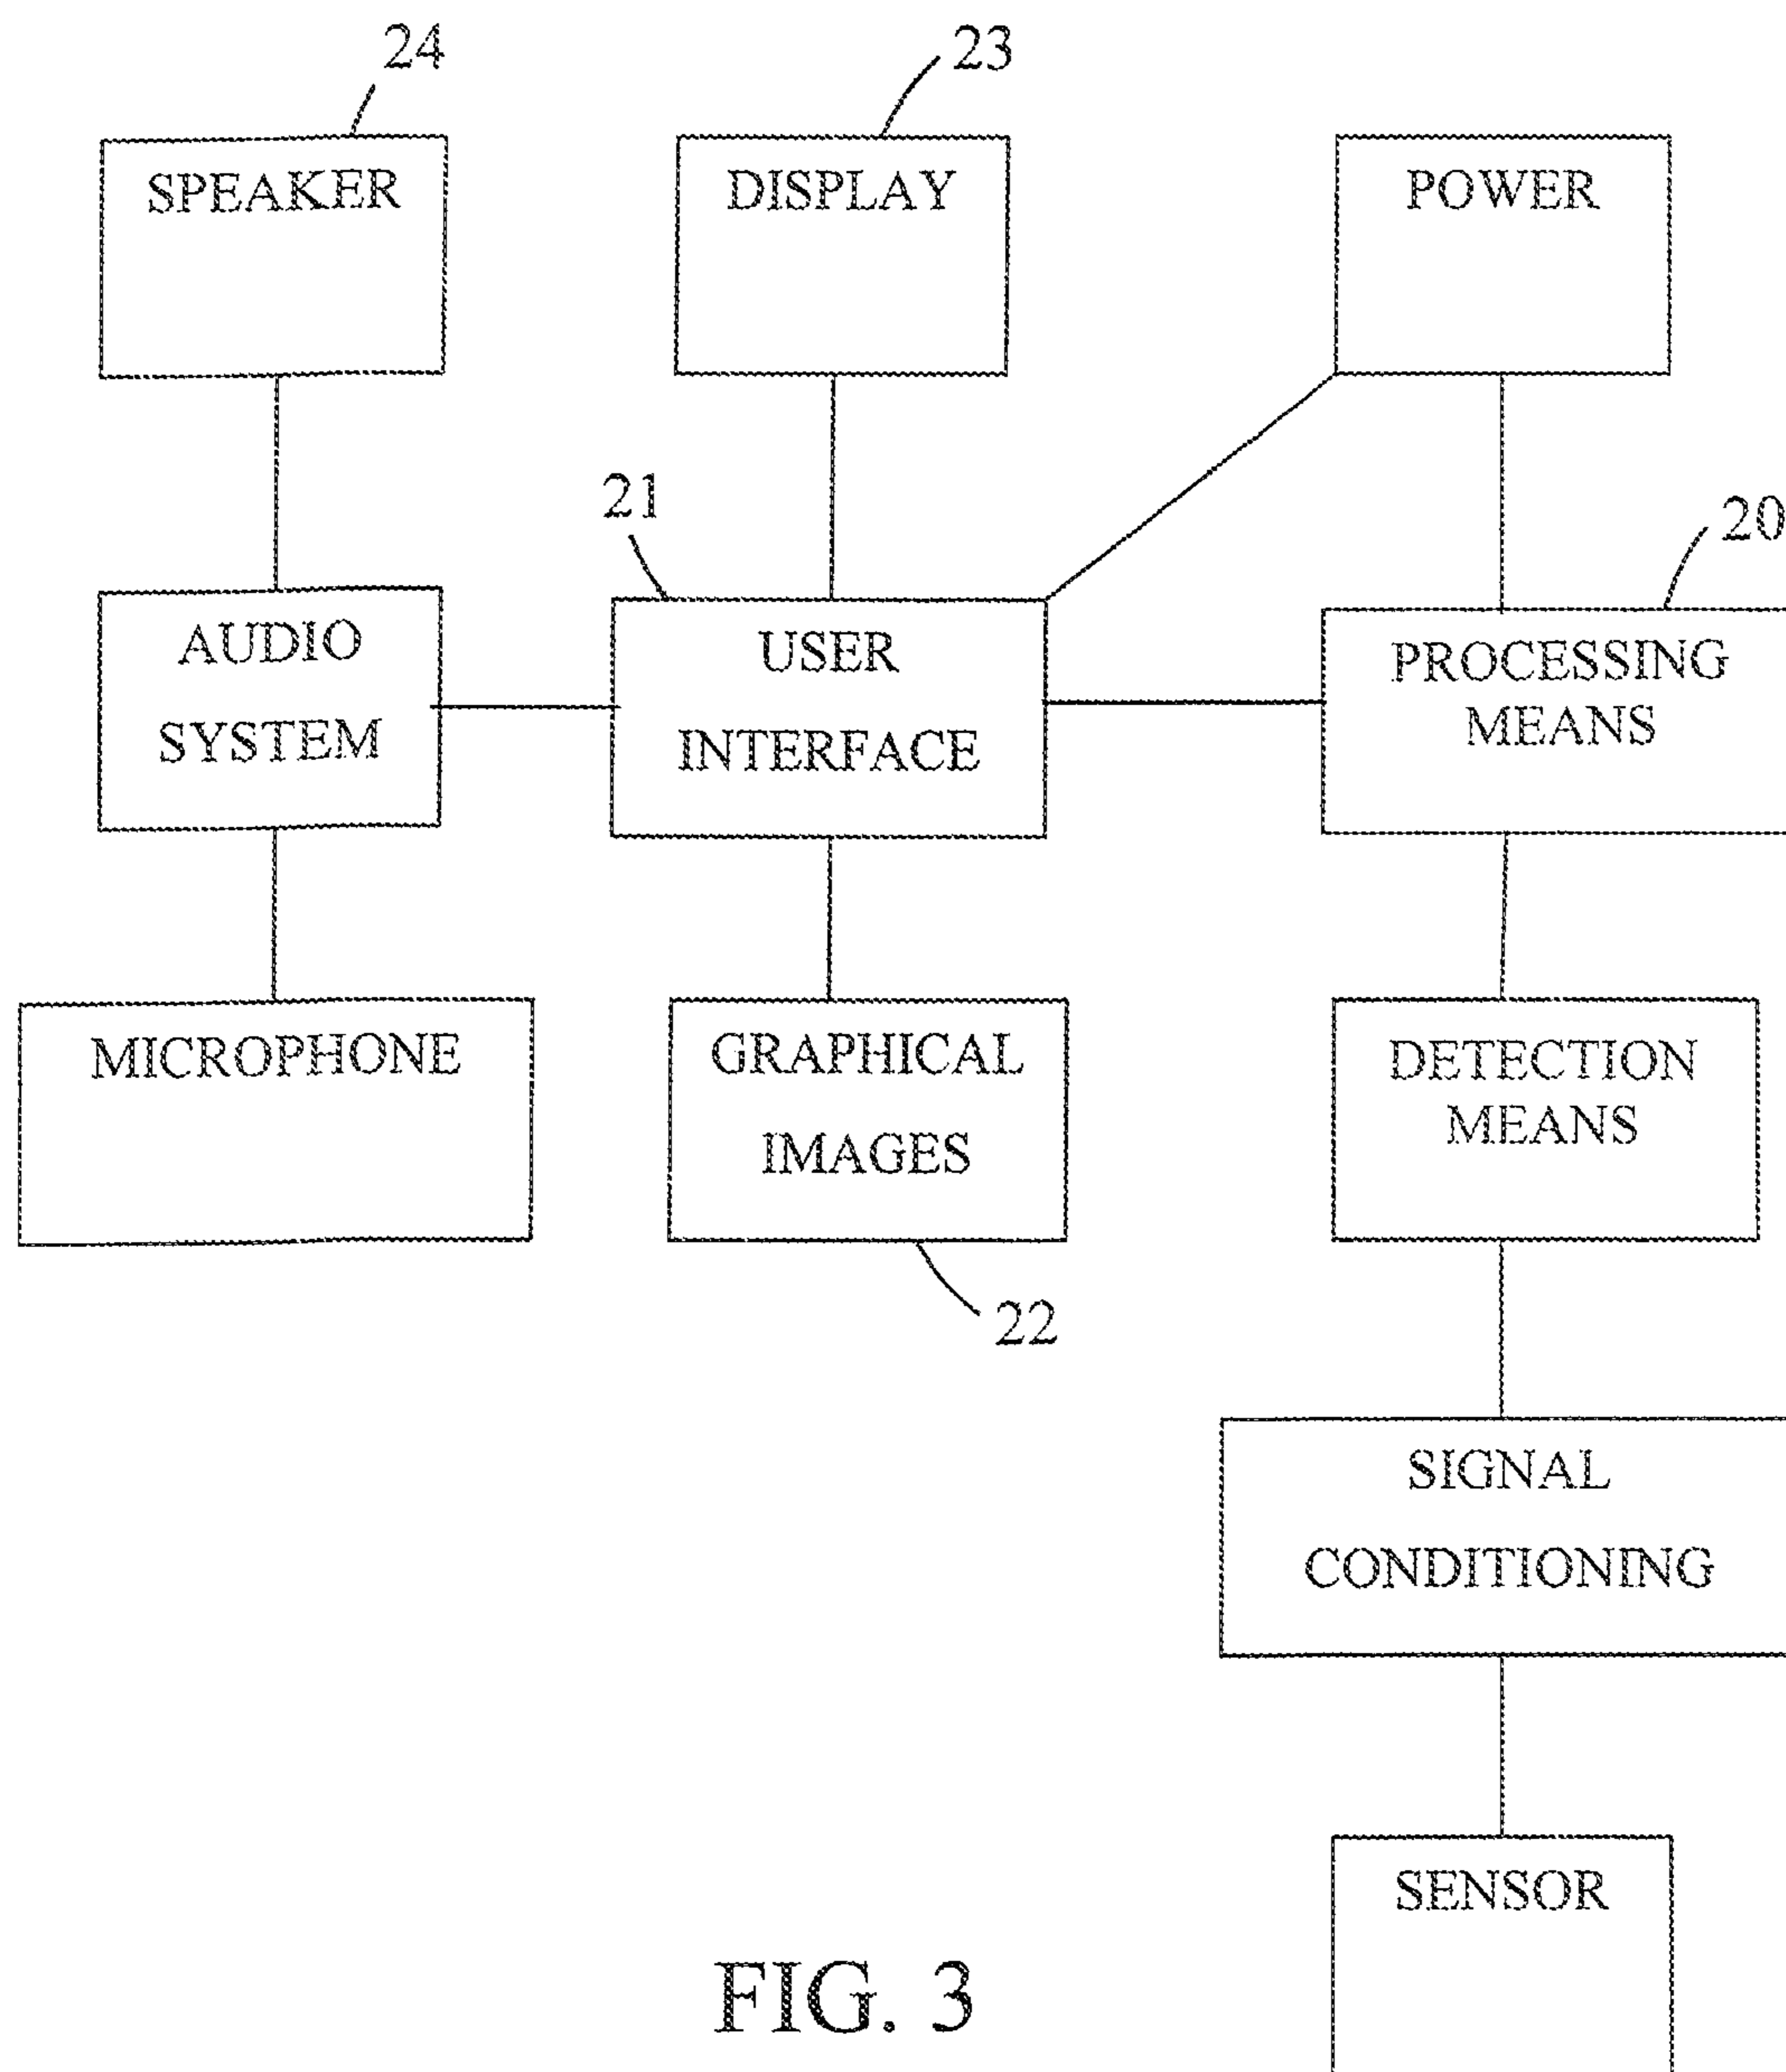 24
23
SPEAKER
DISPLAY
POWER
21
20
AUDIO
SYSTEM
USER
INTERFACE
PROCESSING
MEANS
MICROPHONE
GRAPHICAL
IMAGES
DETECTION
MEANS
22
SIGNAL
CONDITIONING
SENSOR
FIG. 3